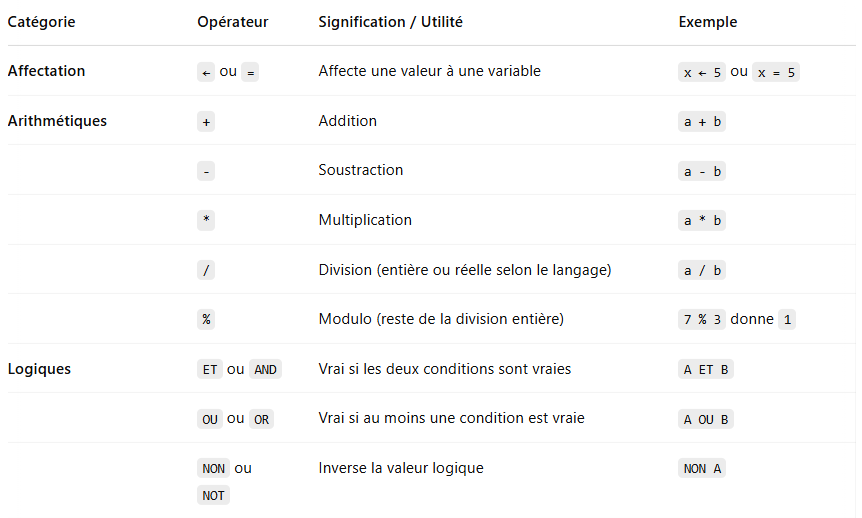 Catégorie Opérateur Signification / Utilité Exemple
Affectation ← ou = Affecte une valeur à une variable x ← 5 ou x = 5
Arithmétiques + Addition a + b
- Soustraction a - b
* Multiplication a * b
/ Division (entière ou réelle selon le langage) a / b
% Modulo (reste de la division entière) 7 % 3 donne 1
Logiques ET ou AND Vrai si les deux conditions sont vraies A ET B
OU ou OR Vrai si au moins une condition est vraie A OU B
NON ou Inverse la valeur logique NON A
NOT